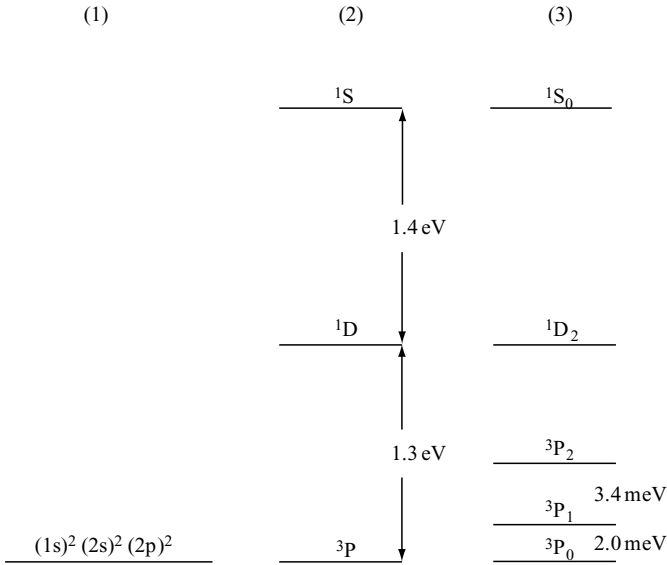 (1) (2) (3)
¹S ¹S₀
1.4 eV
¹D ¹D₂
1.3 eV
³P₂
3.4 meV
³P₁
(1s)² (2s)² (2p)² ³P ³P₀ 2.0 meV